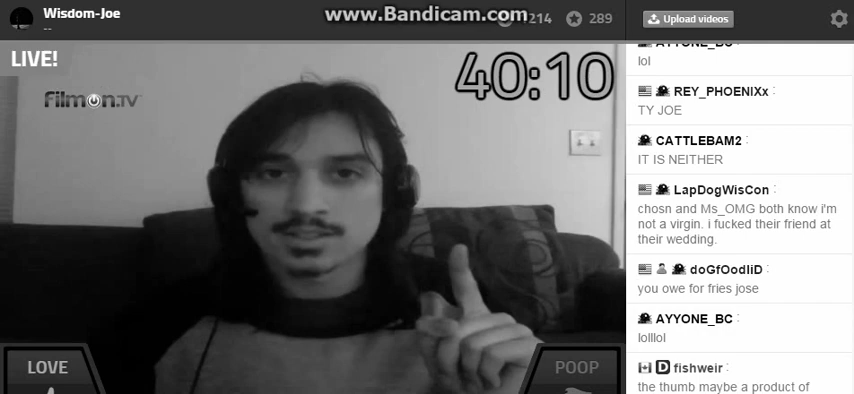 www.Bandicam.com
Wisdom-Joe
--
1214
289
Upload videos
LIVE!
40:10
filmon.TV
LOVE
POOP
AYYONE_BC :
lol
REY_PHOENIXx :
TY JOE
CATTLEBAM2 :
IT IS NEITHER
LapDogWisCon :
chosn and Ms_OMG both know i'm
not a virgin. i fucked their friend at
their wedding.
doGfOodIiD :
you owe for fries jose
AYYONE_BC :
lolllol
D fishweir :
the thumb maybe a product of